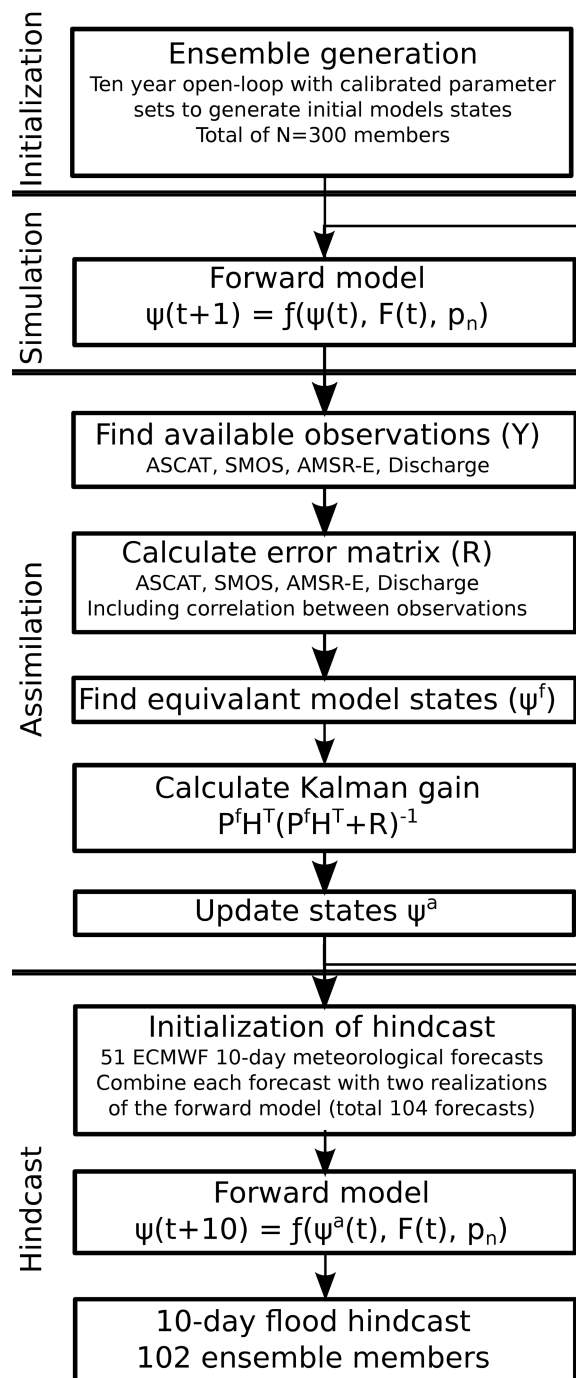 Initialization
Ensemble generation
Ten year open-loop with calibrated parameter
sets to generate initial models states
Total of N=300 members
Simulation
Forward model
ψ(t+1) = ƒ(ψ(t), F(t), pₙ)
Assimilation
Find available observations (Y)
ASCAT, SMOS, AMSR-E, Discharge
Calculate error matrix (R)
ASCAT, SMOS, AMSR-E, Discharge
Including correlation between observations
Find equivalant model states (ψᶠ)
Calculate Kalman gain
PᶠHᵀ(PᶠHᵀ+R)⁻¹
Update states ψᵃ
Hindcast
Initialization of hindcast
51 ECMWF 10-day meteorological forecasts
Combine each forecast with two realizations
of the forward model (total 104 forecasts)
Forward model
ψ(t+10) = ƒ(ψᵃ(t), F(t), pₙ)
10-day flood hindcast
102 ensemble members